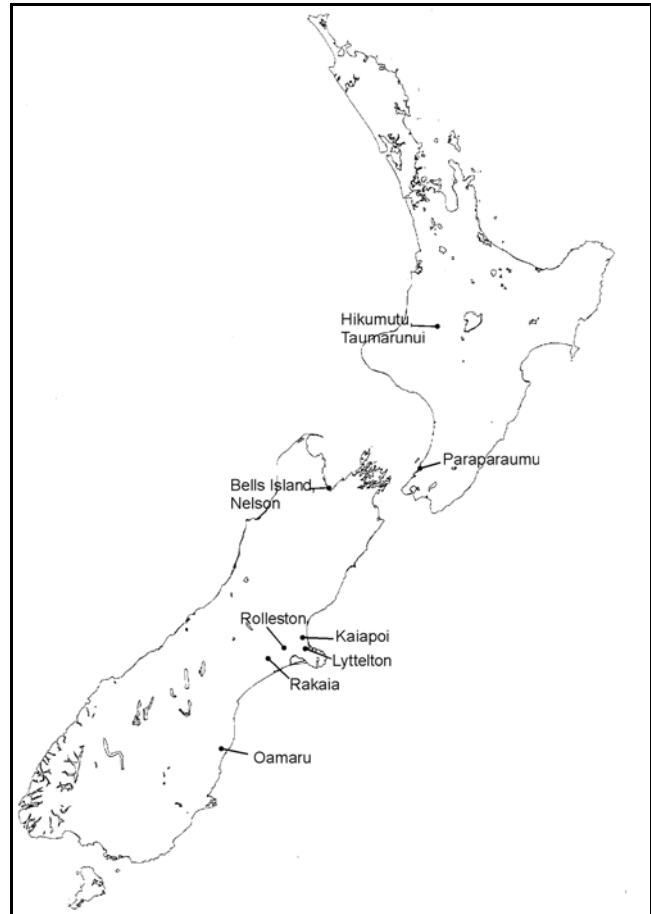 Hikumutu,
Taumarunui
Paraparaumu
Bells Island,
Nelson
Rolleston
Kaiapoi
Lyttelton
Rakaia
Oamaru